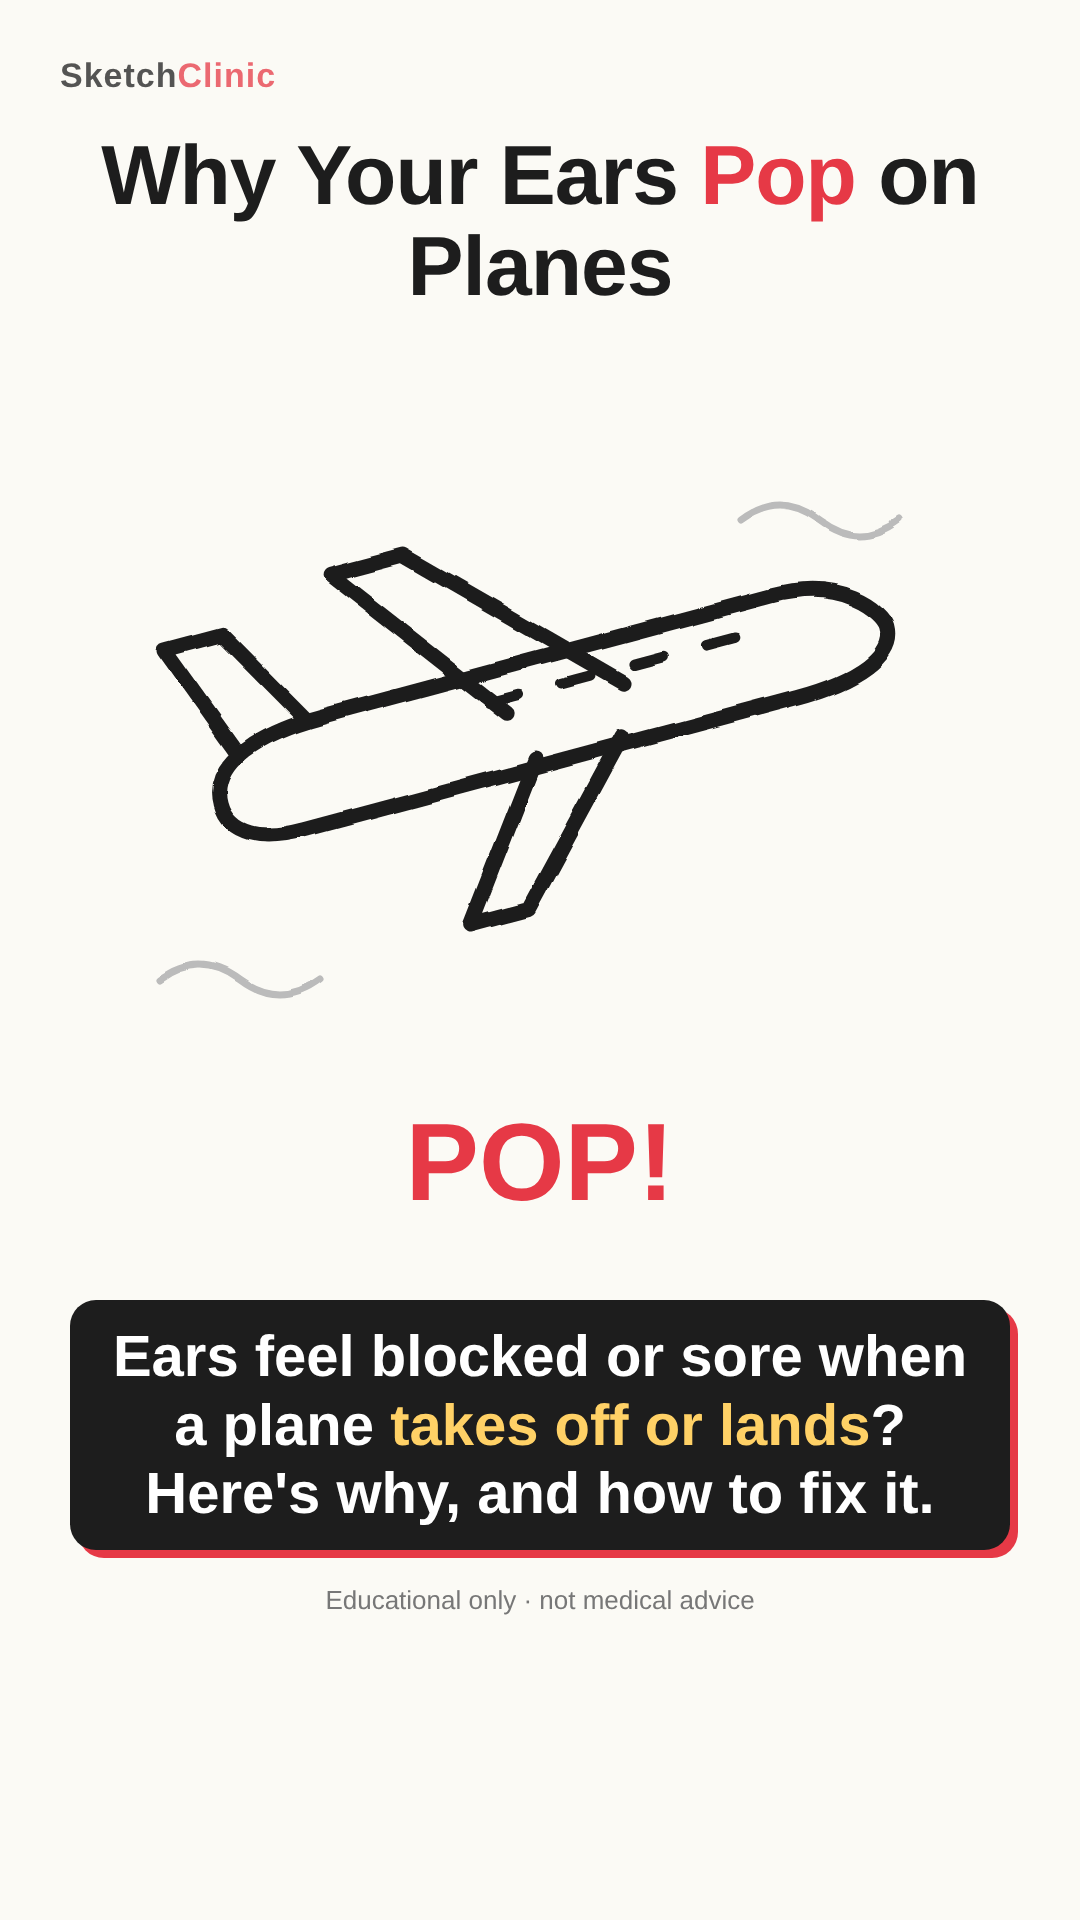 SketchClinic
Why Your Ears Pop on
Planes
POP!
Ears feel blocked or sore when
a plane takes off or lands?
Here's why, and how to fix it.
Educational only · not medical advice